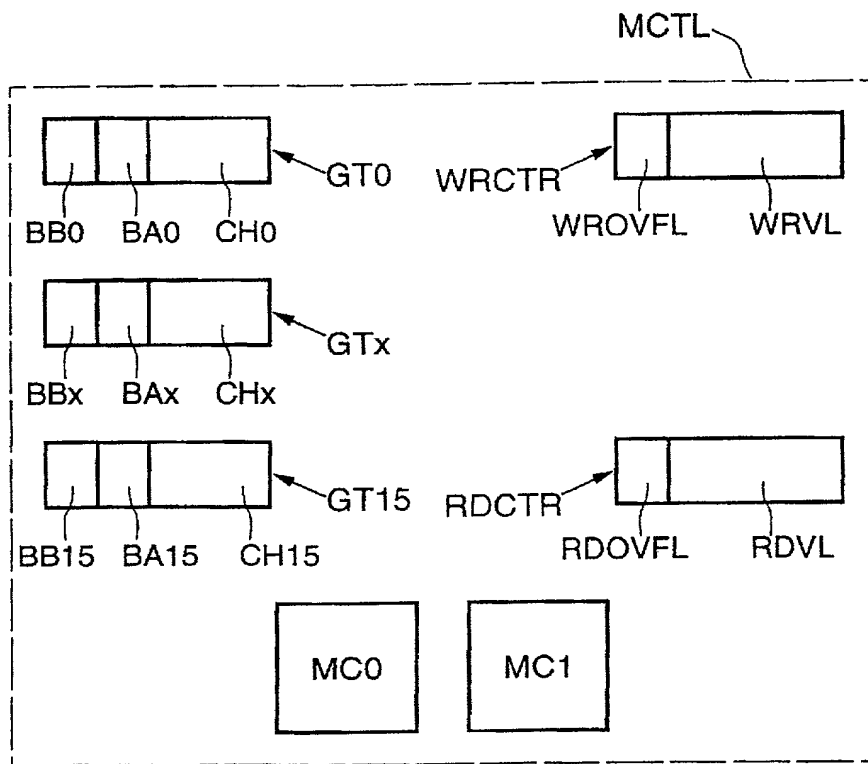 MCTL
GT0 WRCTR
BB0 BA0 CH0 WROVFL WRVL
GTx
BBx BAx CHx
GT15 RDCTR
BB15 BA15 CH15 RDOVFL RDVL
MC0 MC1